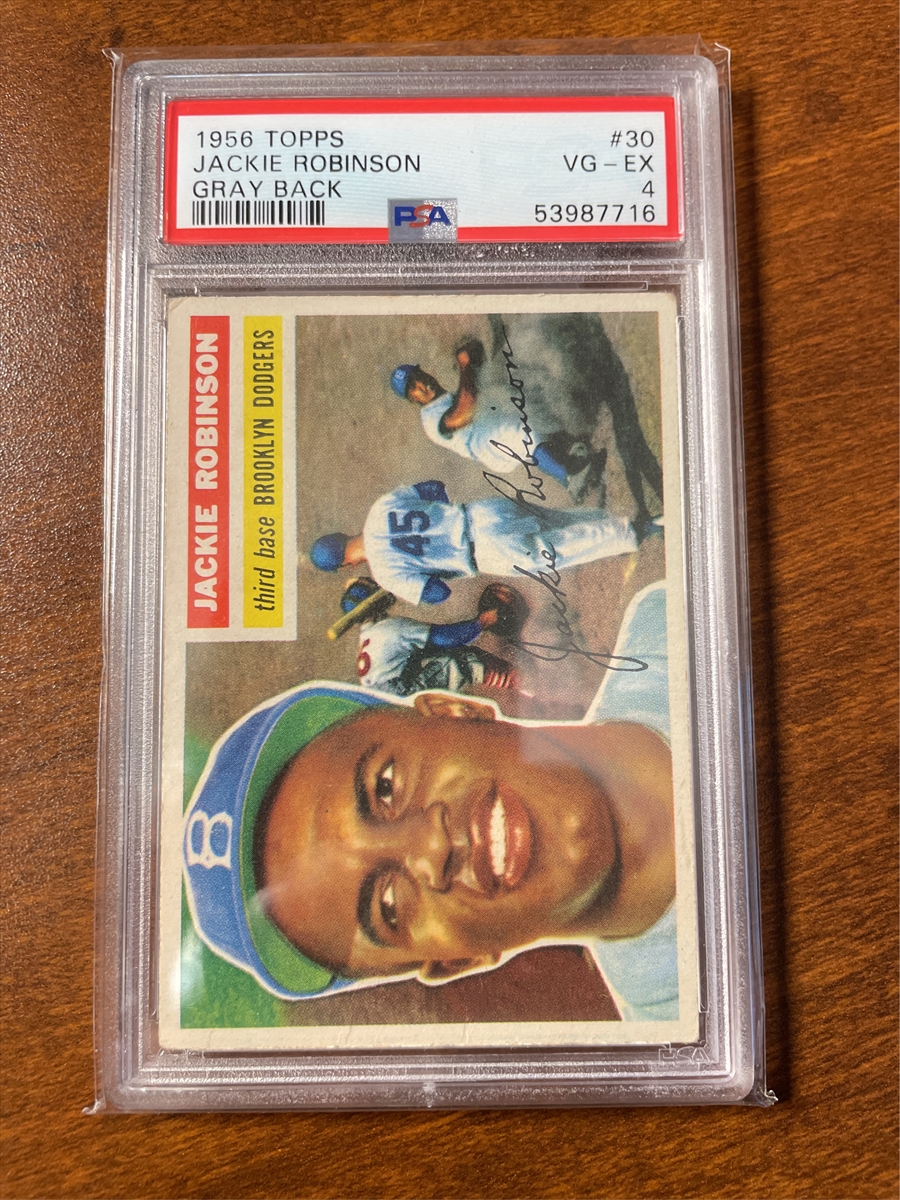 1956 TOPPS #30
JACKIE ROBINSON VG – EX
GRAY BACK 4
PSA 53987716
JACKIE ROBINSON
third base BROOKLYN DODGERS
45
Jackie Robinson
B
PSA